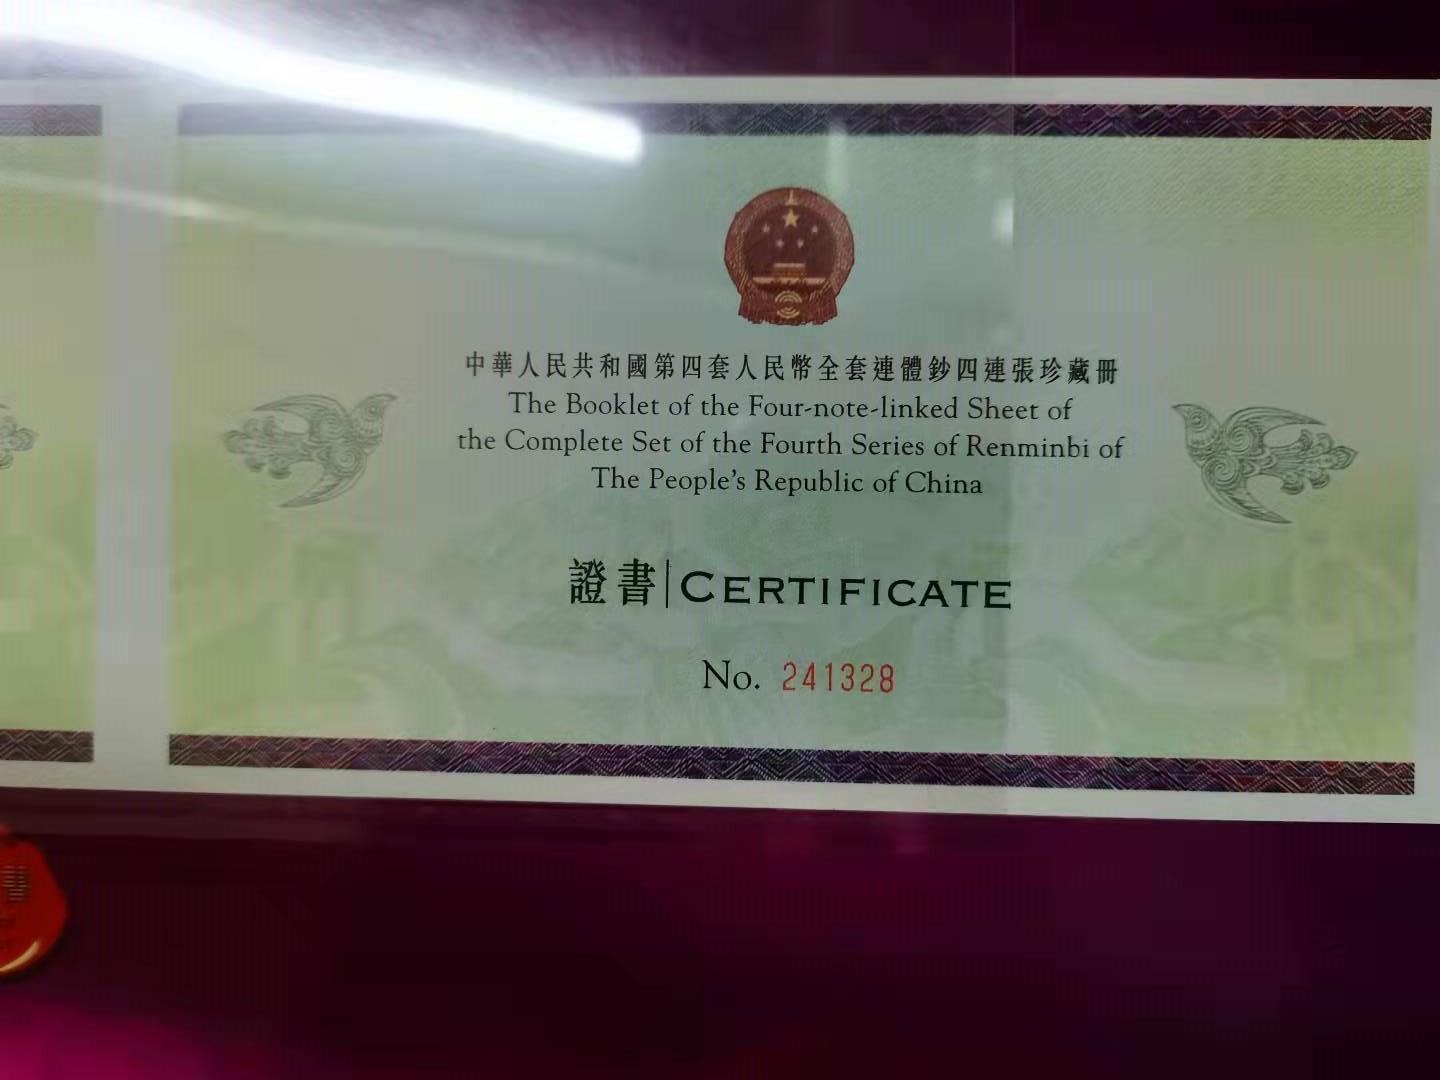 中華人民共和國第四套人民幣全套連體鈔四連張珍藏冊
The Booklet of the Four-note-linked Sheet of
the Complete Set of the Fourth Series of Renminbi of
The People's Republic of China
證書|CERTIFICATE
No. 241328